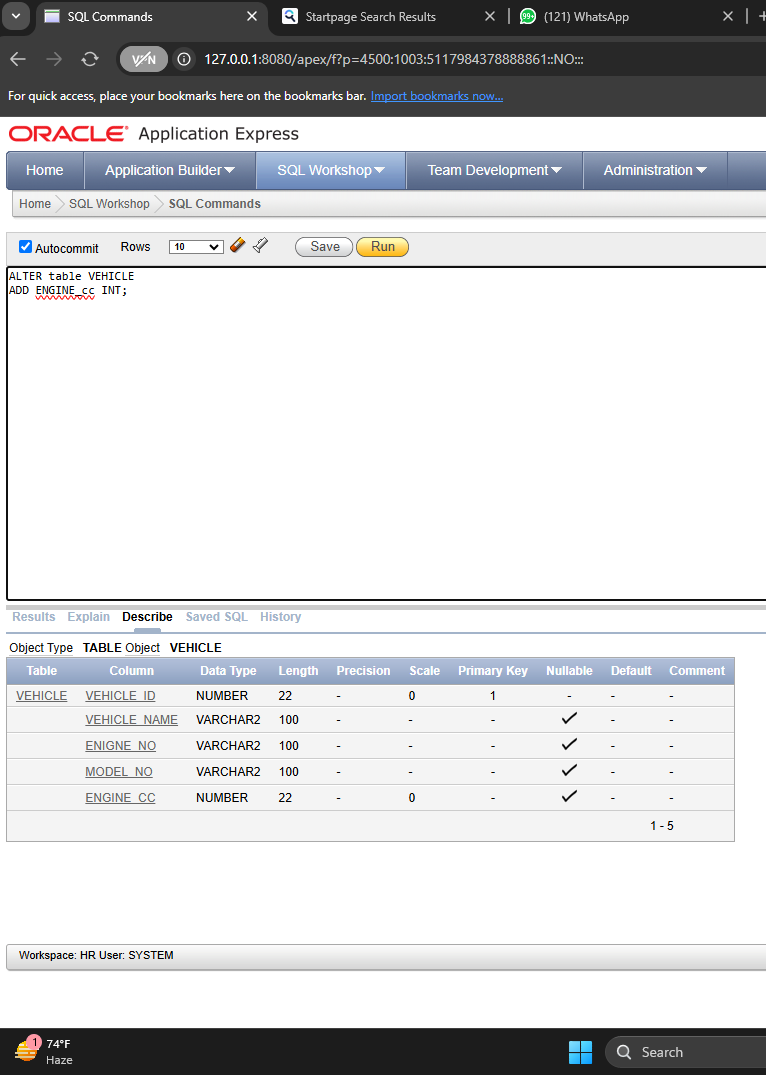 SQL Commands
Startpage Search Results
99+ (121) WhatsApp
VPN 127.0.0.1:8080/apex/f?p=4500:1003:5117984378888861::NO:::
For quick access, place your bookmarks here on the bookmarks bar. Import bookmarks now...
ORACLE Application Express
Home Application Builder SQL Workshop Team Development Administration
Home SQL Workshop SQL Commands
Autocommit Rows 10 Save Run
ALTER table VEHICLE
ADD ENGINE_cc INT;
Results Explain Describe Saved SQL History
Object Type TABLE Object VEHICLE
Table Column Data Type Length Precision Scale Primary Key Nullable Default Comment
VEHICLE VEHICLE_ID NUMBER 22 - 0 1 - - -
VEHICLE_NAME VARCHAR2 100 - - - ✓ - -
ENIGNE_NO VARCHAR2 100 - - - ✓ - -
MODEL_NO VARCHAR2 100 - - - ✓ - -
ENGINE_CC NUMBER 22 - 0 - ✓ - -
1 - 5
Workspace: HR User: SYSTEM
1 74°F
Haze
Search